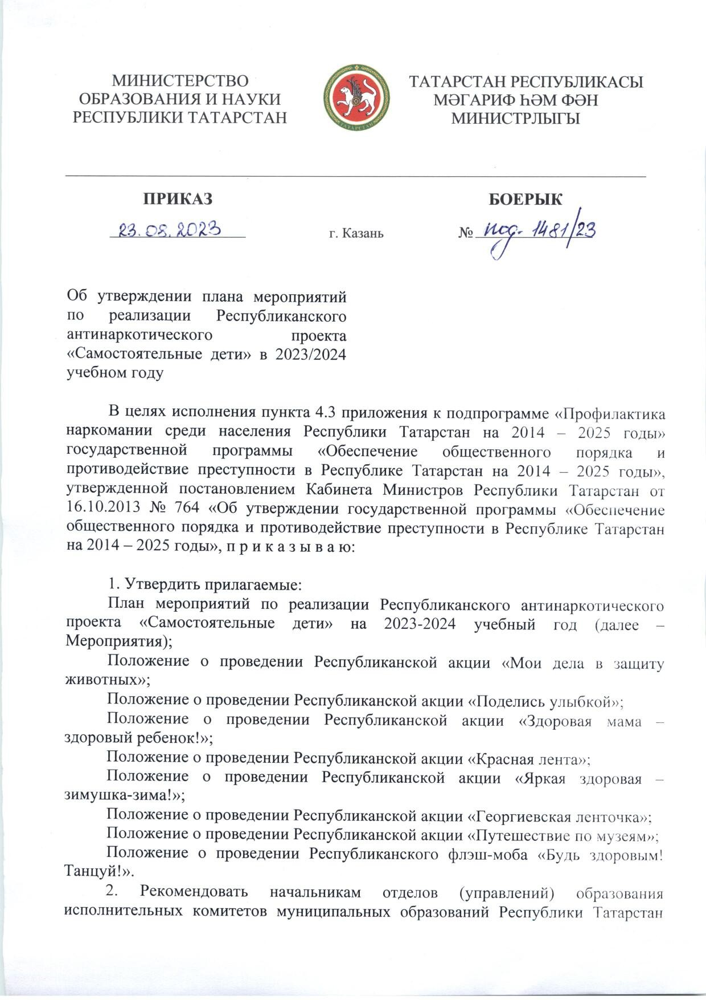 МИНИСТЕРСТВО
ОБРАЗОВАНИЯ И НАУКИ
РЕСПУБЛИКИ ТАТАРСТАН
ТАТАРСТАН РЕСПУБЛИКАСЫ
МӘГАРИФ ҺӘМ ФӘН
МИНИСТРЛЫГЫ
ТАТАРСТАН
ПРИКАЗ
БОЕРЫК
23.08.2023
г. Казань
№ под-1481/23
Об утверждении плана мероприятий
по реализации Республиканского
антинаркотического проекта
«Самостоятельные дети» в 2023/2024
учебном году
В целях исполнения пункта 4.3 приложения к подпрограмме «Профилактика
наркомании среди населения Республики Татарстан на 2014 – 2025 годы»
государственной программы «Обеспечение общественного порядка и
противодействие преступности в Республике Татарстан на 2014 – 2025 годы»,
утвержденной постановлением Кабинета Министров Республики Татарстан от
16.10.2013 № 764 «Об утверждении государственной программы «Обеспечение
общественного порядка и противодействие преступности в Республике Татарстан
на 2014 – 2025 годы», п р и к а з ы в а ю:
1. Утвердить прилагаемые:
План мероприятий по реализации Республиканского антинаркотического
проекта «Самостоятельные дети» на 2023-2024 учебный год (далее –
Мероприятия);
Положение о проведении Республиканской акции «Мои дела в защиту
животных»;
Положение о проведении Республиканской акции «Поделись улыбкой»;
Положение о проведении Республиканской акции «Здоровая мама –
здоровый ребенок!»;
Положение о проведении Республиканской акции «Красная лента»;
Положение о проведении Республиканской акции «Яркая здоровая –
зимушка-зима!»;
Положение о проведении Республиканской акции «Георгиевская ленточка»;
Положение о проведении Республиканской акции «Путешествие по музеям»;
Положение о проведении Республиканского флэш-моба «Будь здоровым!
Танцуй!».
2. Рекомендовать начальникам отделов (управлений) образования
исполнительных комитетов муниципальных образований Республики Татарстан